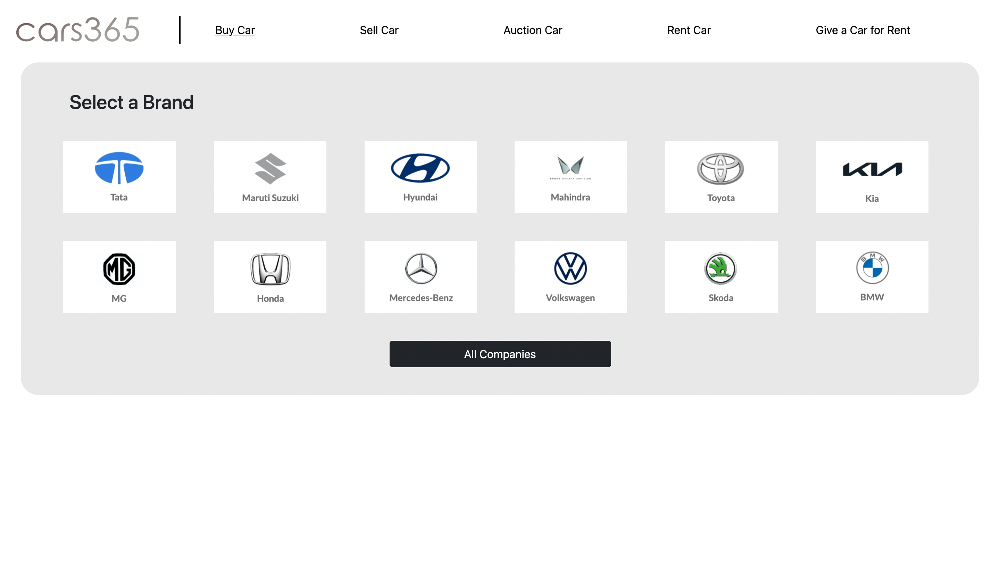 cars365
Buy Car
Sell Car
Auction Car
Rent Car
Give a Car for Rent
Select a Brand
Tata
Maruti Suzuki
Hyundai
SPORT UTILITY VEHICLES
Mahindra
Toyota
KIA
Kia
MG
MG
Honda
Mercedes-Benz
Volkswagen
Skoda
BMW
BMW
All Companies